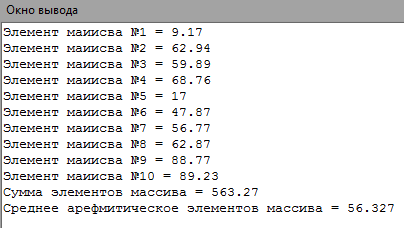 Окно вывода
Элемент маиисва №1 = 9.17
Элемент маиисва №2 = 62.94
Элемент маиисва №3 = 59.89
Элемент маиисва №4 = 68.76
Элемент маиисва №5 = 17
Элемент маиисва №6 = 47.87
Элемент маиисва №7 = 56.77
Элемент маиисва №8 = 62.87
Элемент маиисва №9 = 88.77
Элемент маиисва №10 = 89.23
Сумма элементов массива = 563.27
Среднее арефмитическое элементов массива = 56.327